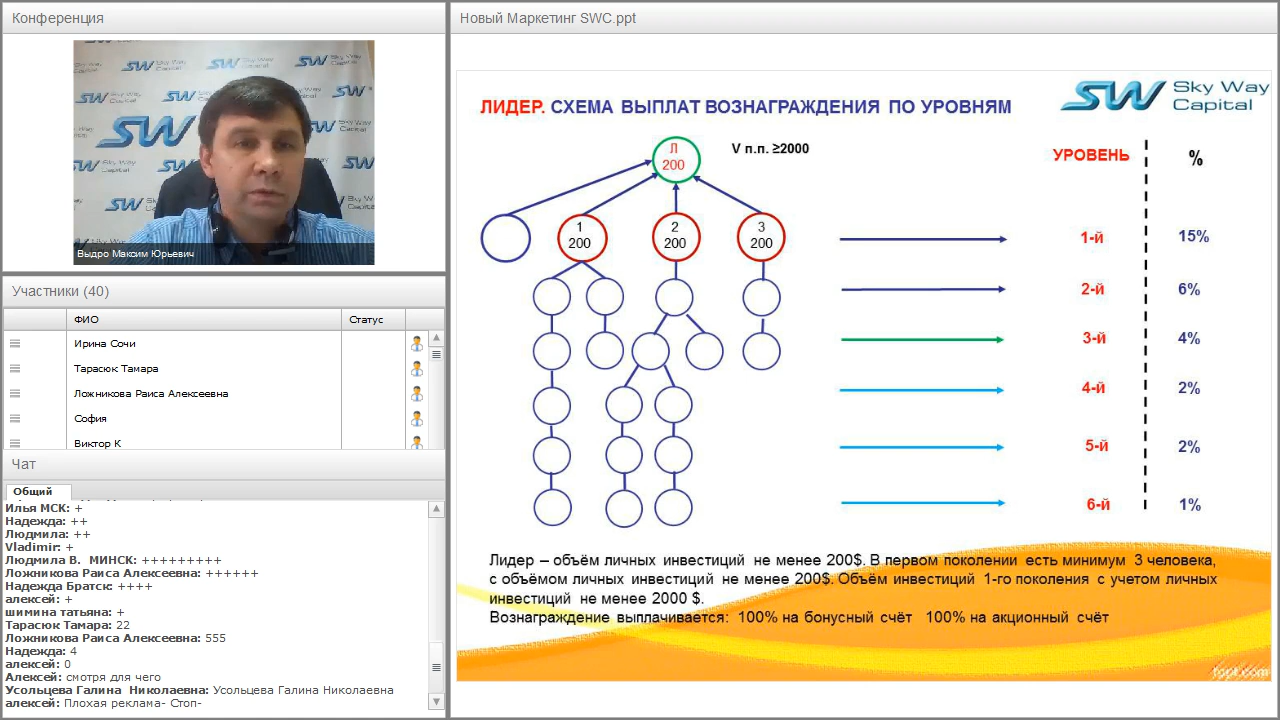 Конференция
Sky Way
Capital
SW
Выдро Максим Юрьевич
Участники (40)
ФИО
Статус
Ирина Сочи
Тарасюк Тамара
Ложникова Раиса Алексеевна
София
Виктор К
Чат
Общий
Илья МСК: +
Надежда: ++
Людмила: ++
Vladimir: +
Людмила В. МИНСК: +++++++++
Ложникова Раиса Алексеевна: ++++++
Надежда Братск: ++++
алексей: +
шимина татьяна: +
Тарасюк Тамара: 22
Ложникова Раиса Алексеевна: 555
Надежда: 4
алексей: 0
Алексей: смотря для чего
Усольцева Галина Николаевна: Усольцева Галина Николаевна
алексей: Плохая реклама- Стоп-
Новый Маркетинг SWC.ppt
SW Sky Way
Capital
ЛИДЕР. СХЕМА ВЫПЛАТ ВОЗНАГРАЖДЕНИЯ ПО УРОВНЯМ
Л
200
V п.п. ≥2000
УРОВЕНЬ %
1
200
2
200
3
200
1-й 15%
2-й 6%
3-й 4%
4-й 2%
5-й 2%
6-й 1%
Лидер – объём личных инвестиций не менее 200$. В первом поколении есть минимум 3 человека,
с объёмом личных инвестиций не менее 200$. Объём инвестиций 1-го поколения с учетом личных
инвестиций не менее 2000 $.
Вознаграждение выплачивается: 100% на бонусный счёт 100% на акционный счёт